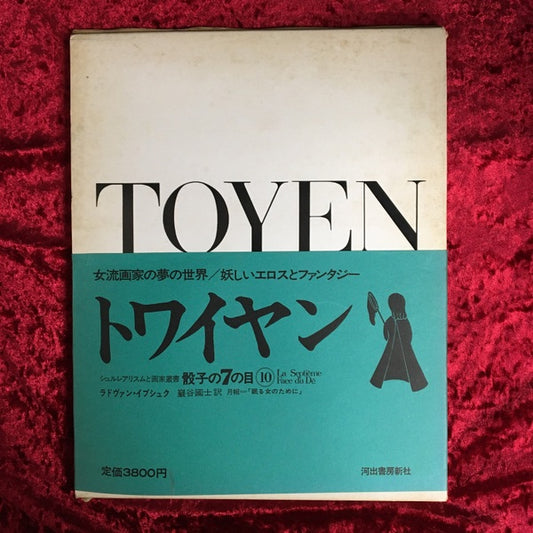 TOYEN
女流画家の夢の世界／妖しいエロスとファンタジー
トワイヤン
シュルレアリスムと画家叢書 骰子の7の目⑩ La Septième Face du Dé
ラドヴァン・イブシュク 巖谷國士訳 月報＝「眠る女のために」
定価3800円
河出書房新社